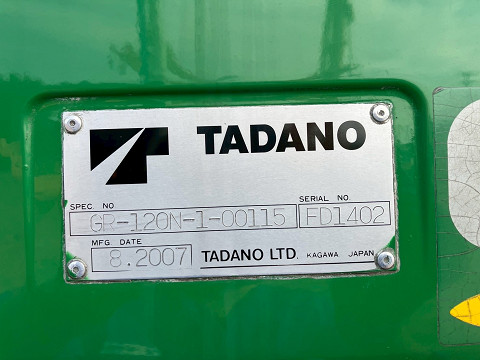 TADANO
SPEC. NO SERIAL NO.
GR-120N-1-00115 FD1402
MFG. DATE
8.2007 TADANO LTD. KAGAWA JAPAN